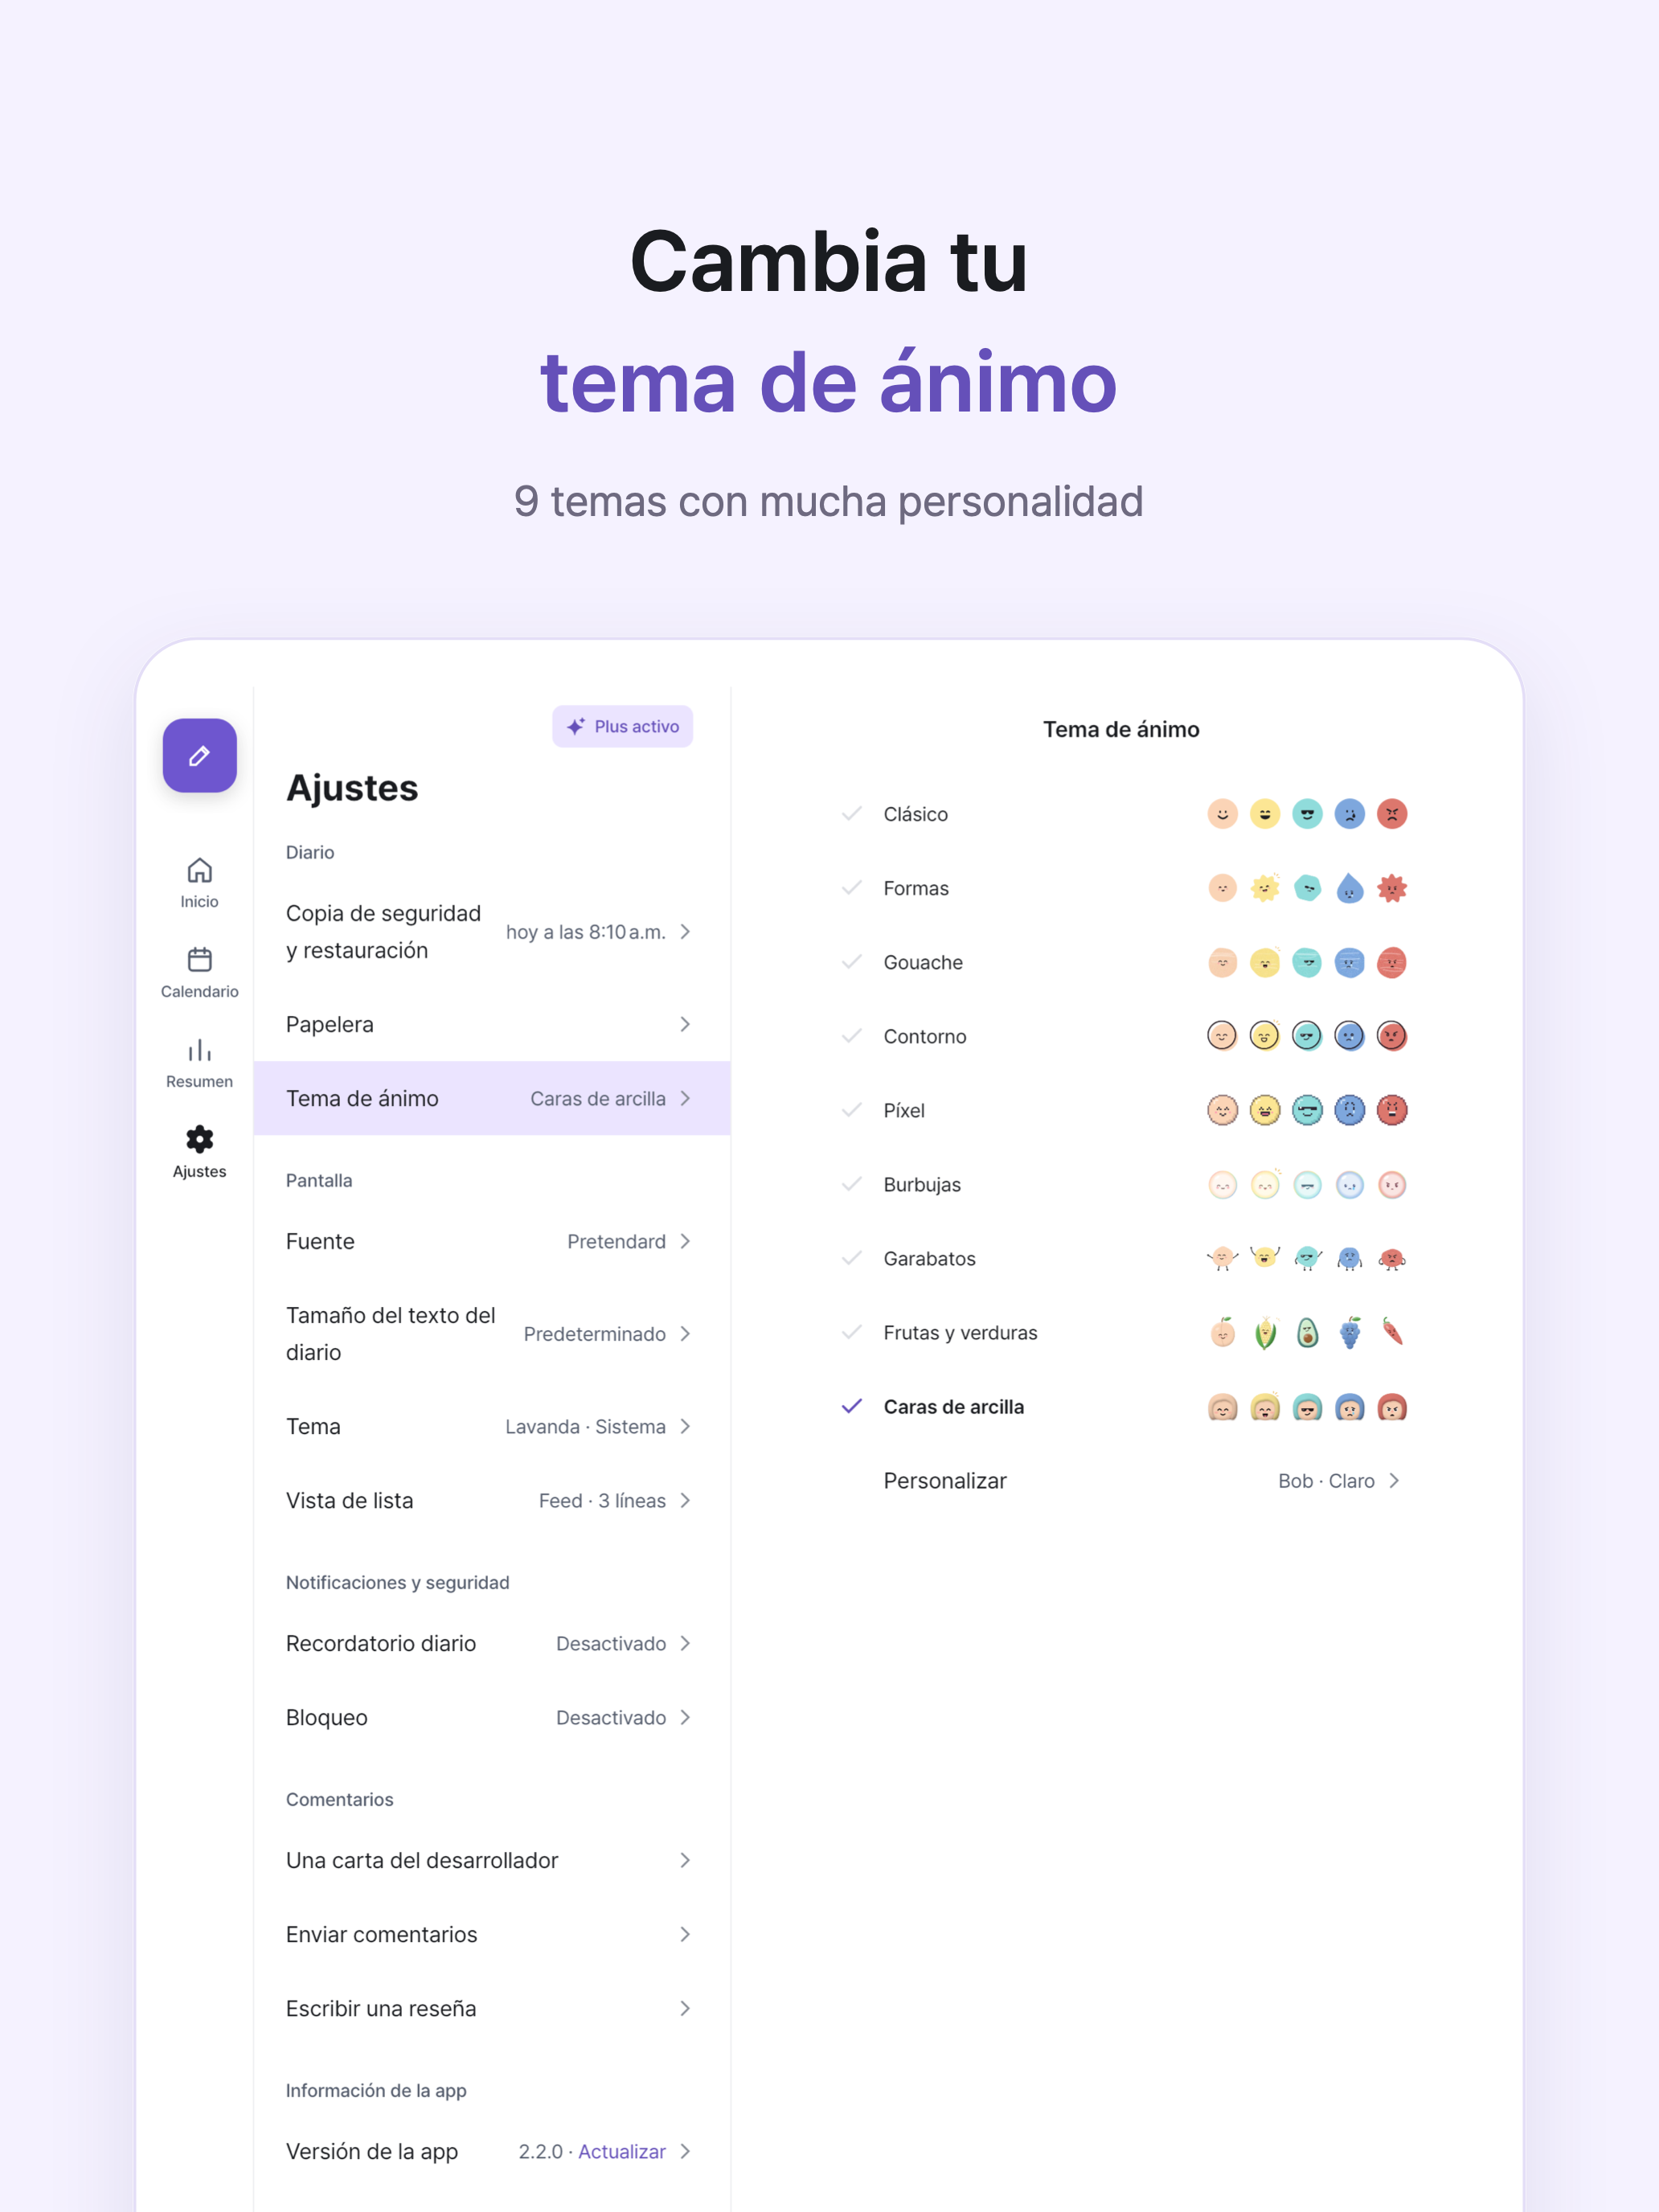 Cambia tu
tema de ánimo
9 temas con mucha personalidad
Inicio
Calendario
Resumen
Ajustes
Plus activo
Ajustes
Diario
Copia de seguridad
y restauración
hoy a las 8:10 a.m.
Papelera
Tema de ánimo Caras de arcilla
Pantalla
Fuente Pretendard
Tamaño del texto del
diario
Predeterminado
Tema Lavanda · Sistema
Vista de lista Feed · 3 líneas
Notificaciones y seguridad
Recordatorio diario Desactivado
Bloqueo Desactivado
Comentarios
Una carta del desarrollador
Enviar comentarios
Escribir una reseña
Información de la app
Versión de la app 2.2.0 · Actualizar
Tema de ánimo
Clásico
Formas
Gouache
Contorno
Píxel
Burbujas
Garabatos
Frutas y verduras
Caras de arcilla
Personalizar Bob · Claro